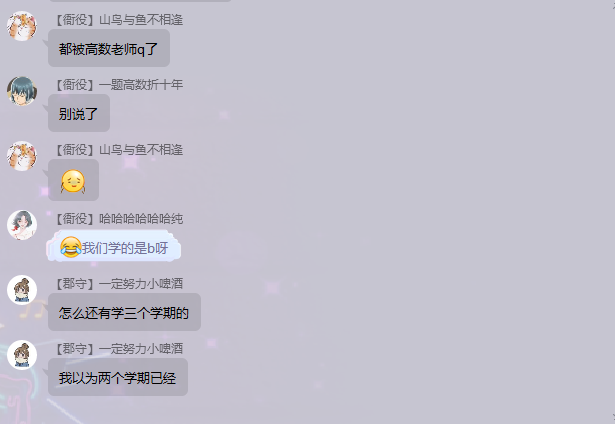 【衙役】山鸟与鱼不相逢
都被高数老师q了
【衙役】一题高数折十年
别说了
【衙役】山鸟与鱼不相逢
【衙役】哈哈哈哈哈哈纯
我们学的是b呀
【郡守】一定努力小啤酒
怎么还有学三个学期的
【郡守】一定努力小啤酒
我以为两个学期已经